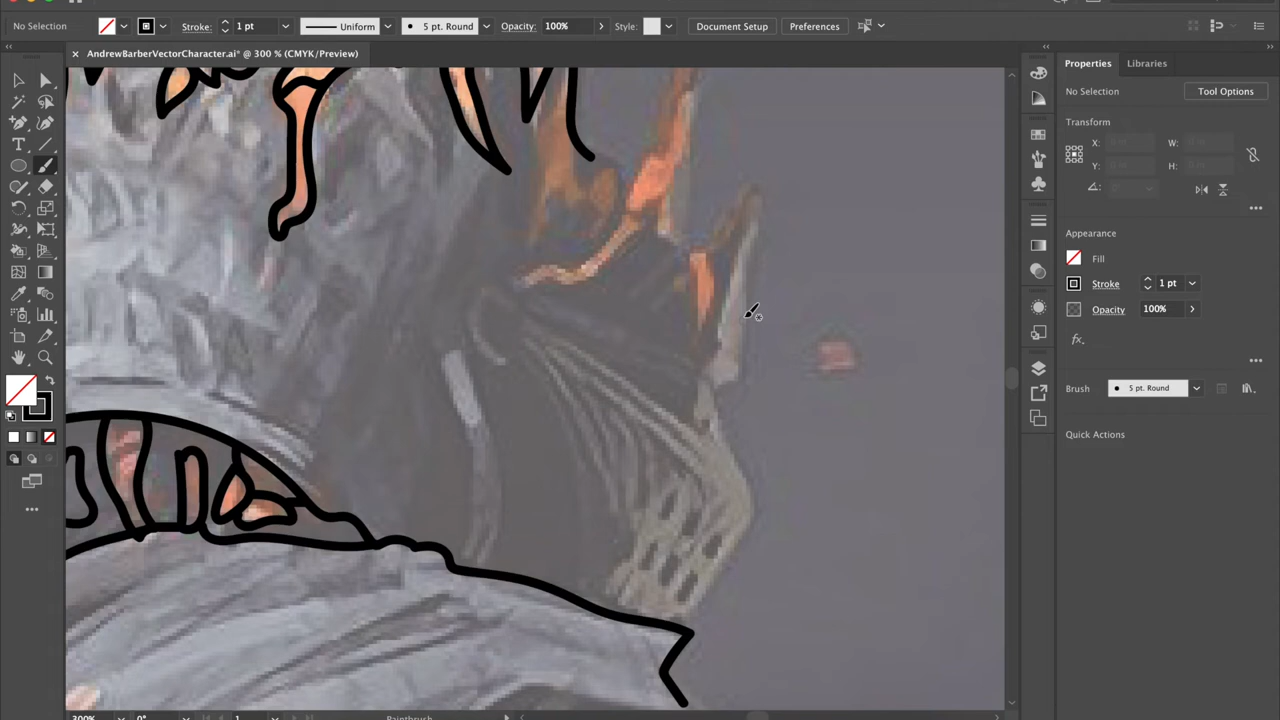 No Selection Stroke: 1 pt Uniform 5 pt. Round Opacity: 100% Style: Document Setup Preferences
AndrewBarberVectorCharacter.ai* @ 300 % (CMYK/Preview)
Properties Libraries
No Selection Tool Options
Transform
X: W:
Y: H:
Appearance
Fill
Stroke 1 pt
Opacity 100%
fx.
Brush 5 pt. Round
Quick Actions
300% 0° 1 Paintbrush